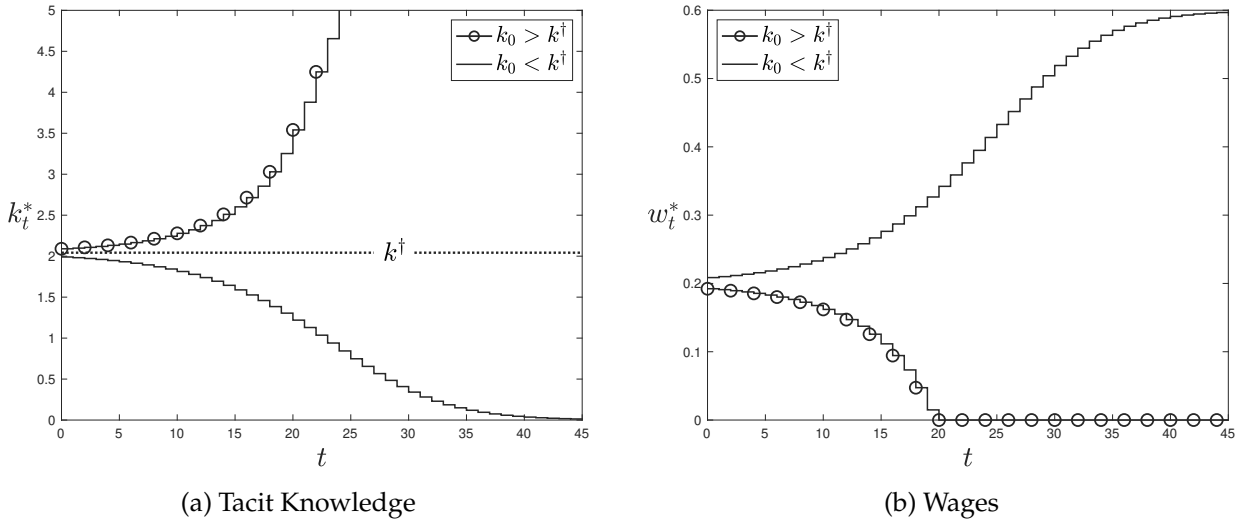 5
4.5
4
3.5
3
2.5
2
1.5
1
0.5
0
k_t^*
k_0 > k^†
k_0 < k^†
k^†
0 5 10 15 20 25 30 35 40 45
t
(a) Tacit Knowledge
0.6
0.5
0.4
0.3
0.2
0.1
0
w_t^*
k_0 > k^†
k_0 < k^†
0 5 10 15 20 25 30 35 40 45
t
(b) Wages